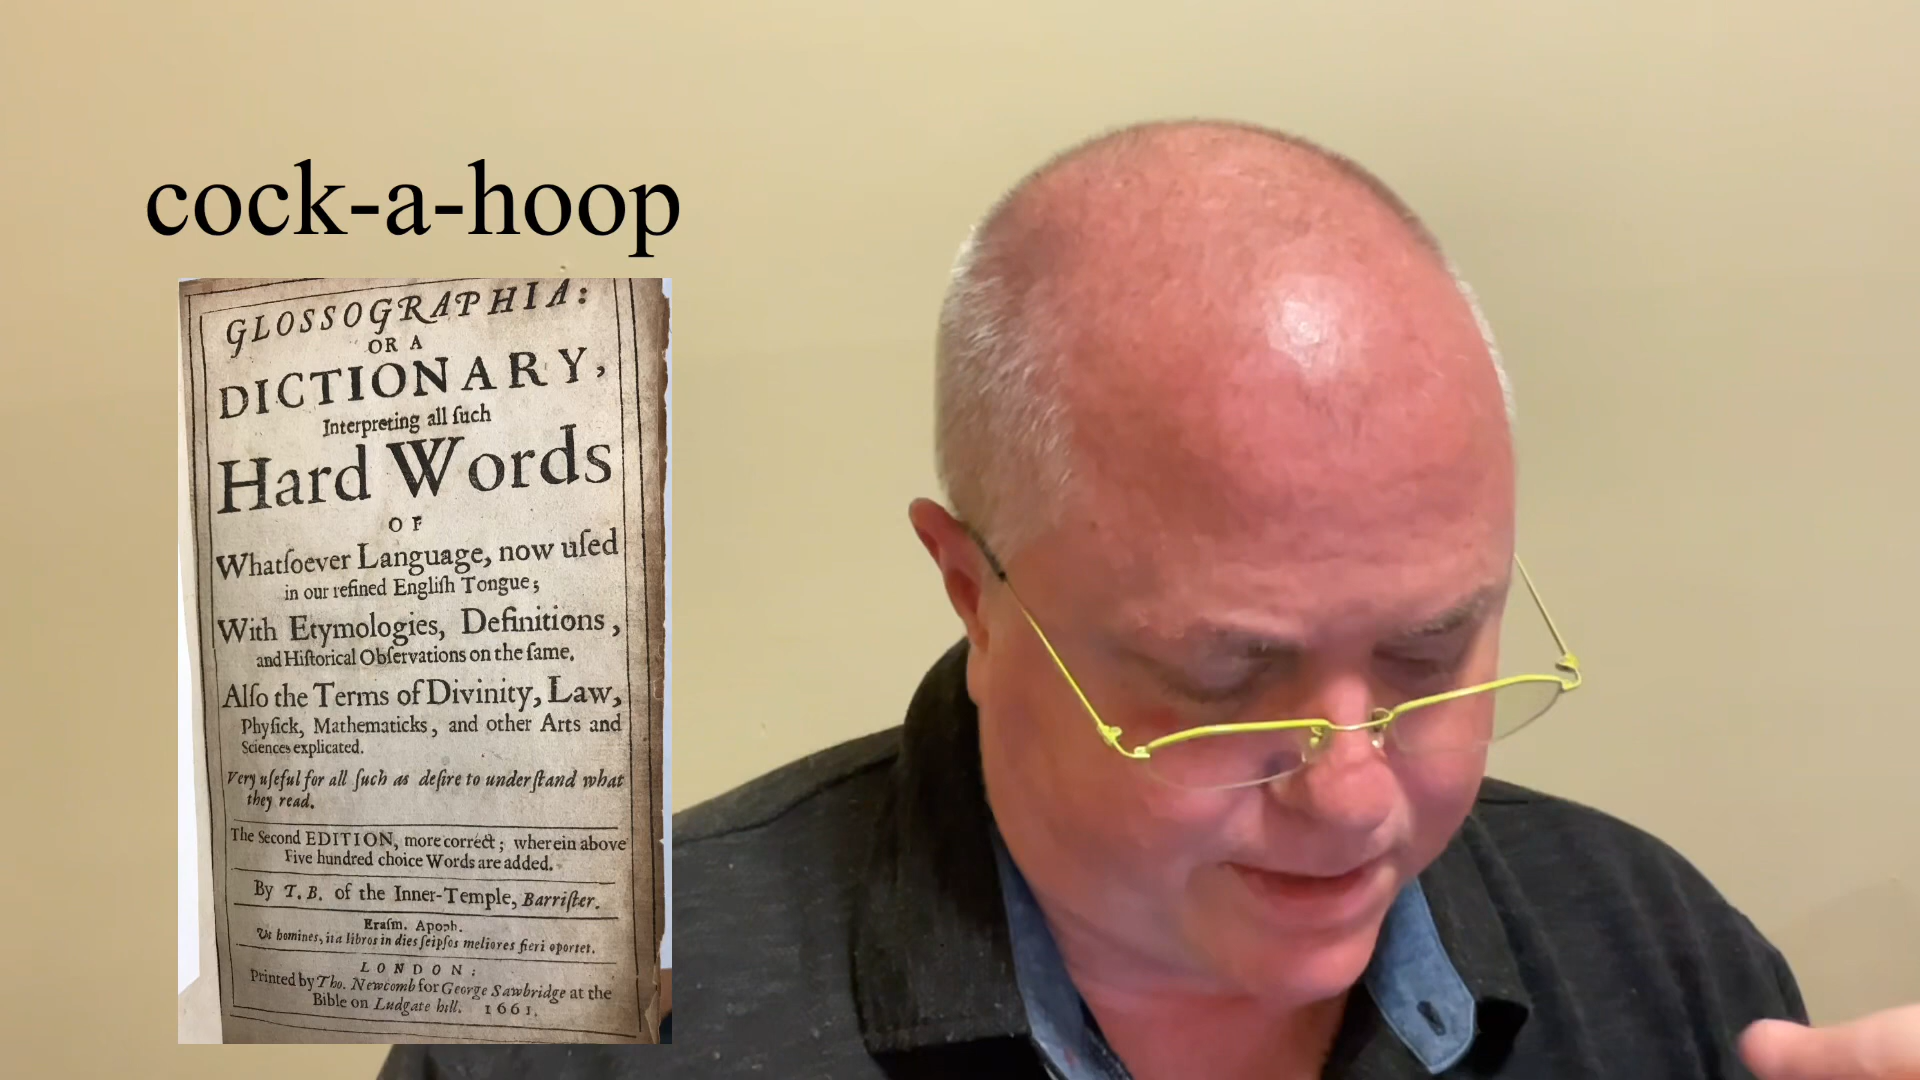 cock-a-hoop
GLOSSOGRAPHIA:
OR A
DICTIONARY,
Interpreting all ſuch
Hard Words
OF
Whatſoever Language, now uſed
in our refined Engliſh Tongue;
With Etymologies, Definitions,
and Hiſtorical Obſervations on the ſame.
Alſo the Terms of Divinity, Law,
Phyſick, Mathematicks, and other Arts and
Sciences explicated.
Very uſeful for all ſuch as deſire to underſtand what
they read.
The Second EDITION, more correct; wherein above
Five hundred choice Words are added.
By T. B. of the Inner-Temple, Barriſter.
Eraſm. Apoph.
Ut homines, ita libros in dies ſeipſos meliores fieri oportet.
LONDON:
Printed by Tho. Newcomb for George Sawbridge at the
Bible on Ludgate hill. 1661.